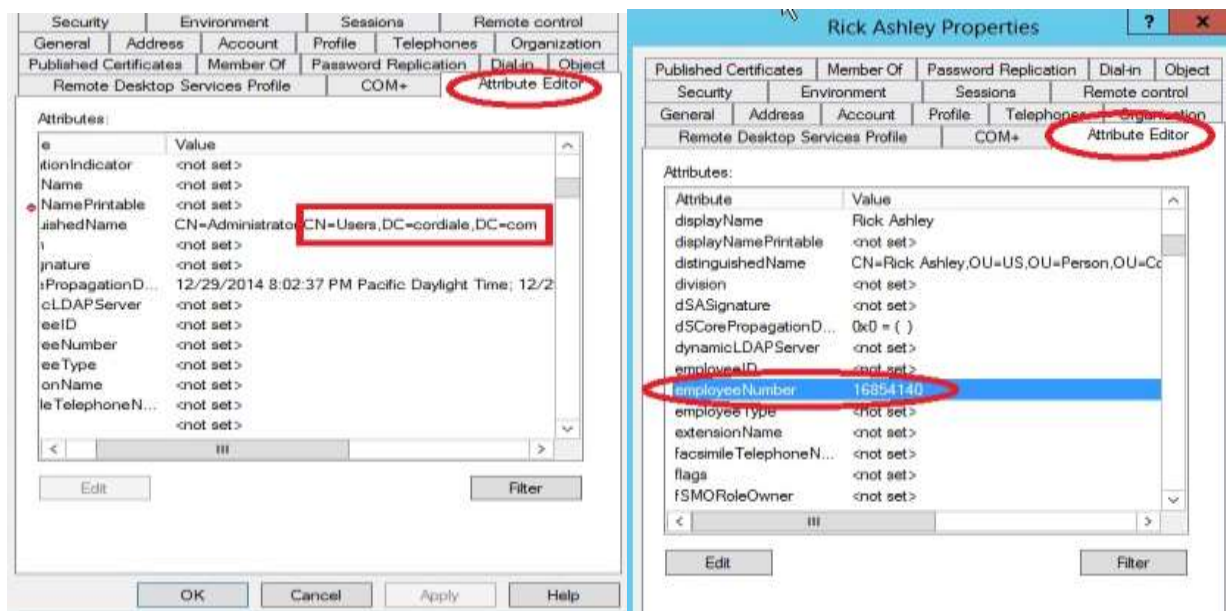 Security Environment Sessions Remote control
General Address Account Profile Telephones Organization
Published Certificates Member Of Password Replication Dial-in Object
Remote Desktop Services Profile COM+ Attribute Editor
Attributes:
e Value
itionIndicator <not set>
Name <not set>
NamePrintable <not set>
uishedName CN=Administrator,CN=Users,DC=cordiale,DC=com
<not set>
gnature <not set>
ePropagationD... 12/29/2014 8:02:37 PM Pacific Daylight Time; 12/2
cLDAPServer <not set>
eeID <not set>
eeNumber <not set>
eeType <not set>
onName <not set>
leTelephoneN... <not set>
<not set>
Edit Filter
OK Cancel Apply Help
Rick Ashley Properties ? x
Published Certificates Member Of Password Replication Dial-in Object
Security Environment Sessions Remote control
General Address Account Profile Telephones Organization
Remote Desktop Services Profile COM+ Attribute Editor
Attributes:
Attribute Value
displayName Rick Ashley
displayNamePrintable <not set>
distinguishedName CN=Rick Ashley,OU=US,OU=Person,OU=Co
division <not set>
dSASignature <not set>
dSCorePropagationD... 0x0 = ( )
dynamicLDAPServer <not set>
employeeID <not set>
employeeNumber 16854140
employeeType <not set>
extensionName <not set>
facsimileTelephoneN... <not set>
flags <not set>
fSMORoleOwner <not set>
Edit Filter